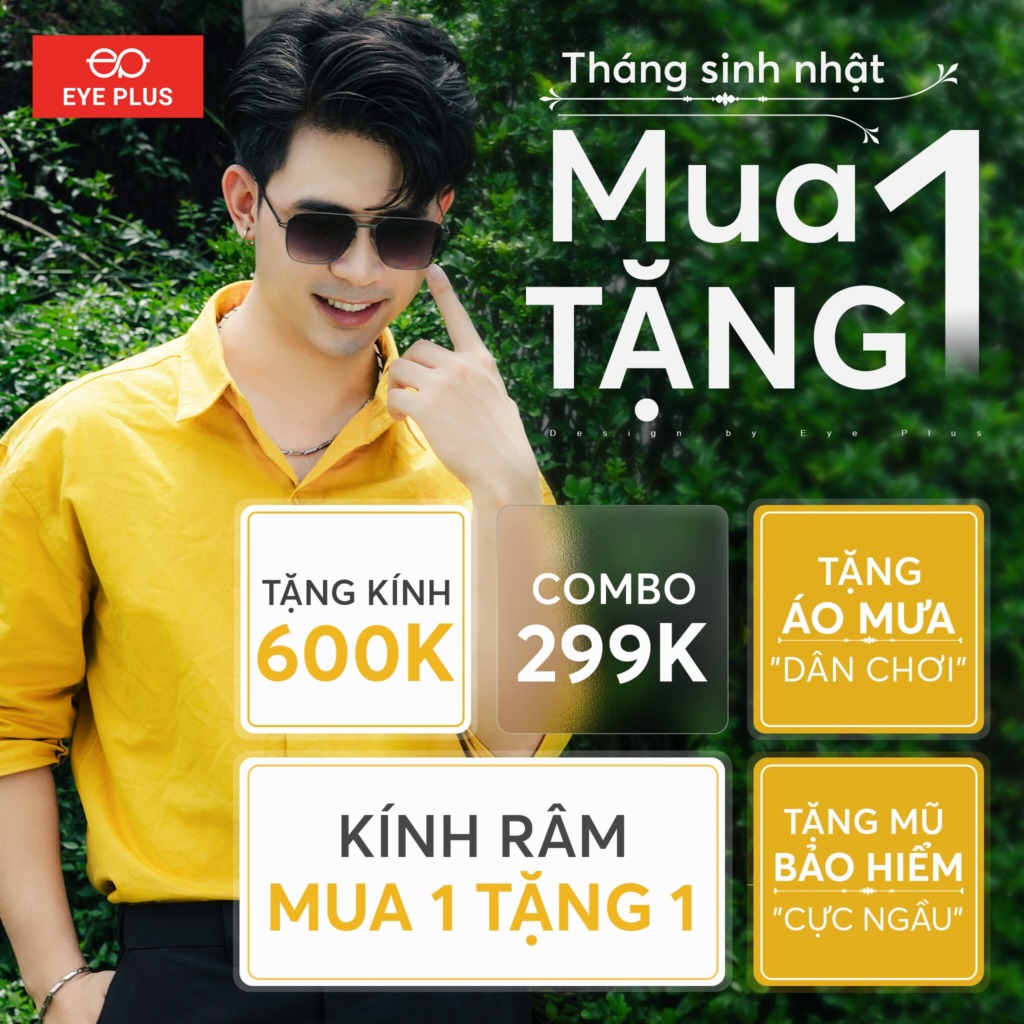 EYE PLUS
Tháng sinh nhật
Mua 1
TẶNG 1
Design by Eye Plus
TẶNG KÍNH
600K
COMBO
299K
TẶNG
ÁO MƯA
"DÂN CHƠI"
KÍNH RÂM
MUA 1 TẶNG 1
TẶNG MŨ
BẢO HIỂM
"CỰC NGẦU"